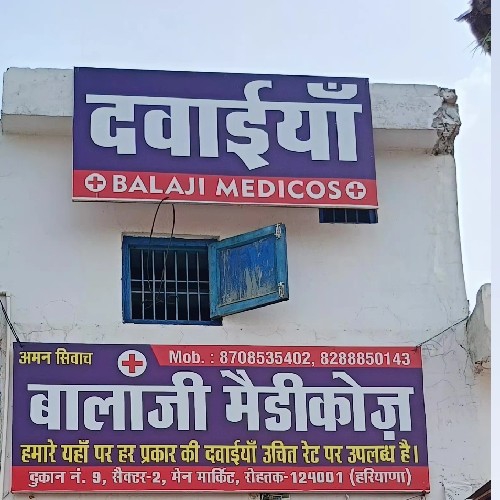 दवाईयाँ
BALAJI MEDICOS
अमन सिवाच
Mob. : 8708535402, 8288850143
बालाजी मैडीकोज़
हमारे यहाँ पर हर प्रकार की दवाईयाँ उचित रेट पर उपलब्ध है।
दुकान नं. 9, सैक्टर-2, मेन मार्किट, रोहतक-124001 (हरियाणा)